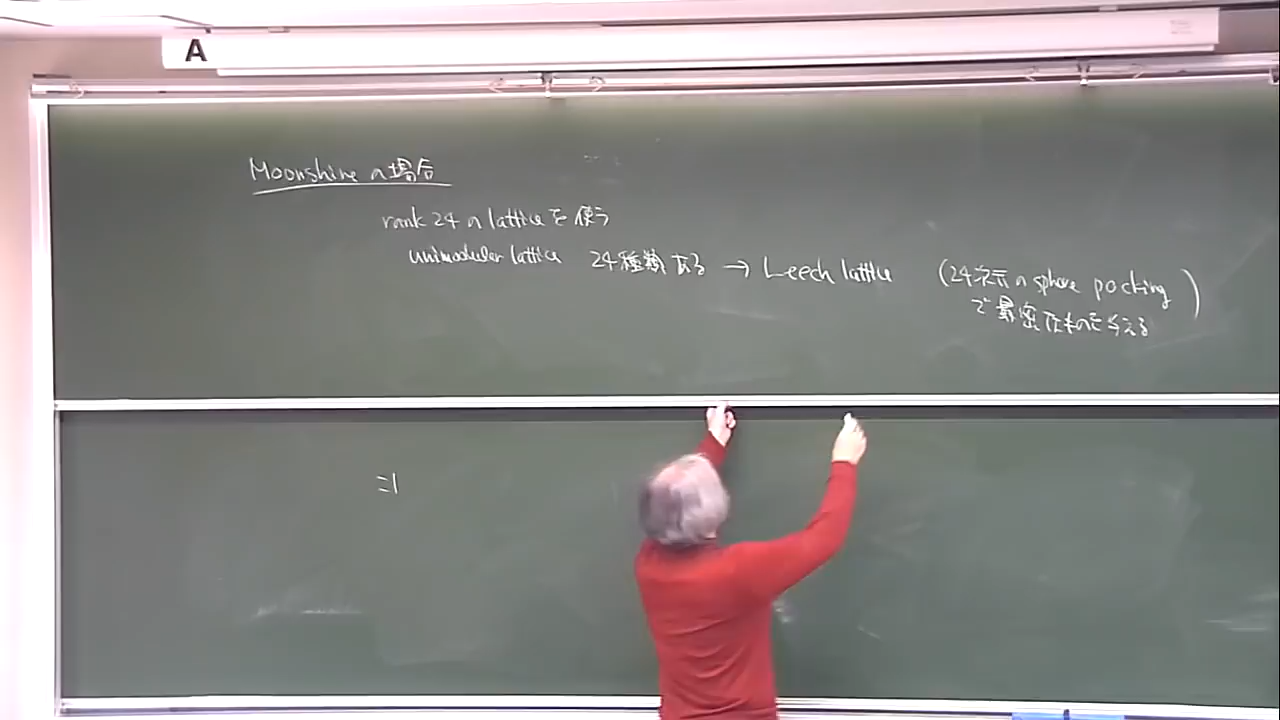 A
Moonshine の場合
rank 24 の lattice を使う
unimodular lattice 24種類ある → Leech lattice (24次元の sphere packing
で最密なものを与える)
=1